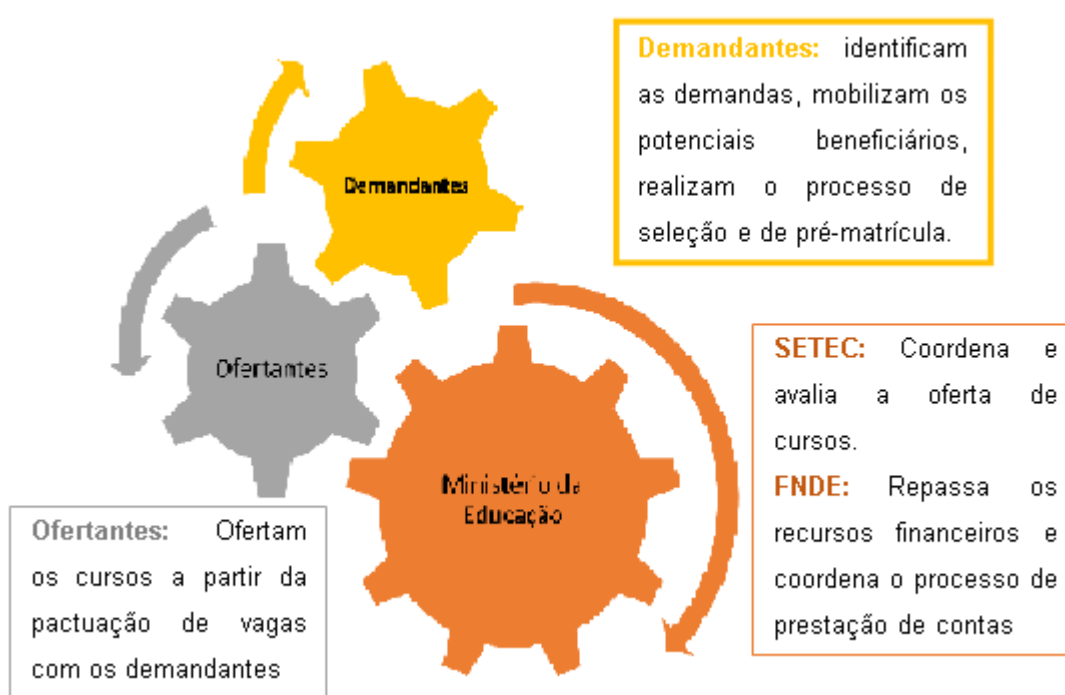 Demandantes: identificam
as demandas, mobilizam os
potenciais beneficiários,
realizam o processo de
seleção e de pré-matrícula.
Demandantes
Ofertantes
SETEC: Coordena e
avalia a oferta de
cursos.
FNDE: Repassa os
recursos financeiros e
coordena o processo de
prestação de contas
Ministério da
Educação
Ofertantes: Ofertam
os cursos a partir da
pactuação de vagas
com os demandantes